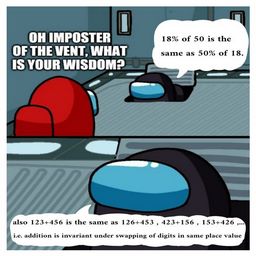 OH IMPOSTER
OF THE VENT, WHAT
IS YOUR WISDOM?
18% of 50 is the
same as 50% of 18.
also 123+456 is the same as 126+453 , 423+156 , 153+426 ,...
i.e. addition is invariant under swapping of digits in same place value